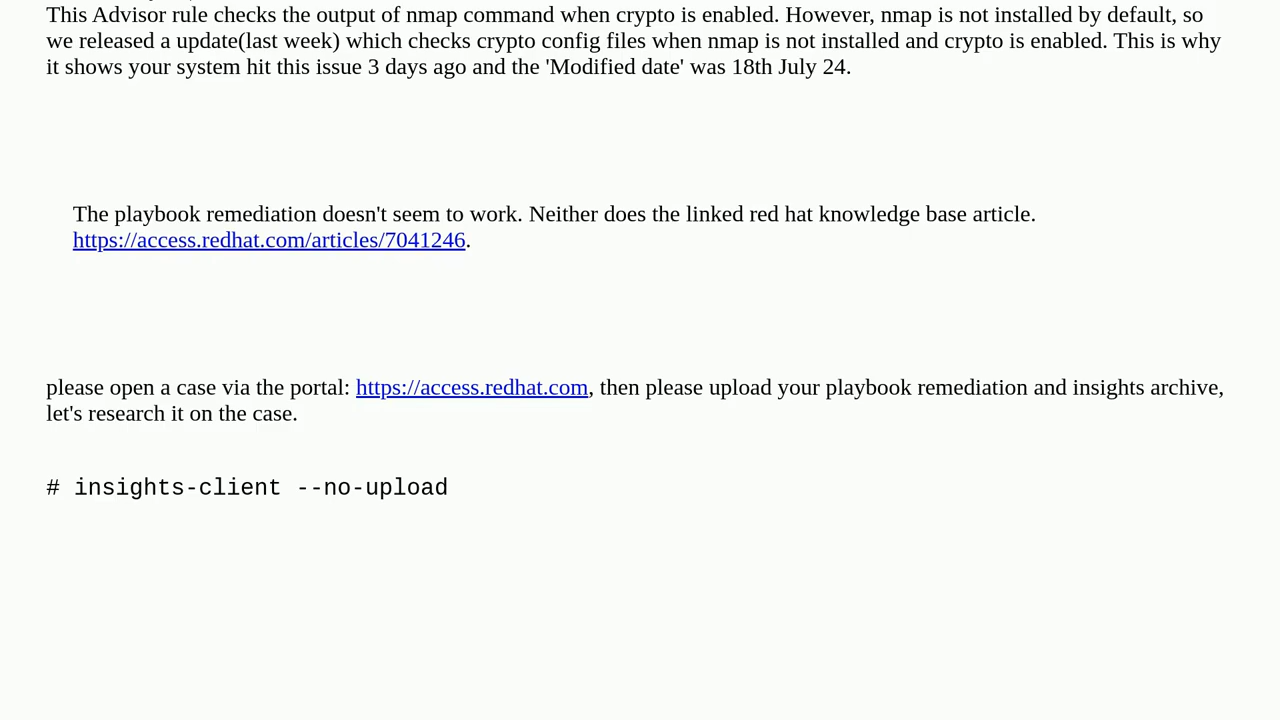 This Advisor rule checks the output of nmap command when crypto is enabled. However, nmap is not installed by default, so
we released a update(last week) which checks crypto config files when nmap is not installed and crypto is enabled. This is why
it shows your system hit this issue 3 days ago and the 'Modified date' was 18th July 24.
The playbook remediation doesn't seem to work. Neither does the linked red hat knowledge base article.
https://access.redhat.com/articles/7041246.
please open a case via the portal: https://access.redhat.com, then please upload your playbook remediation and insights archive,
let's research it on the case.
# insights-client --no-upload